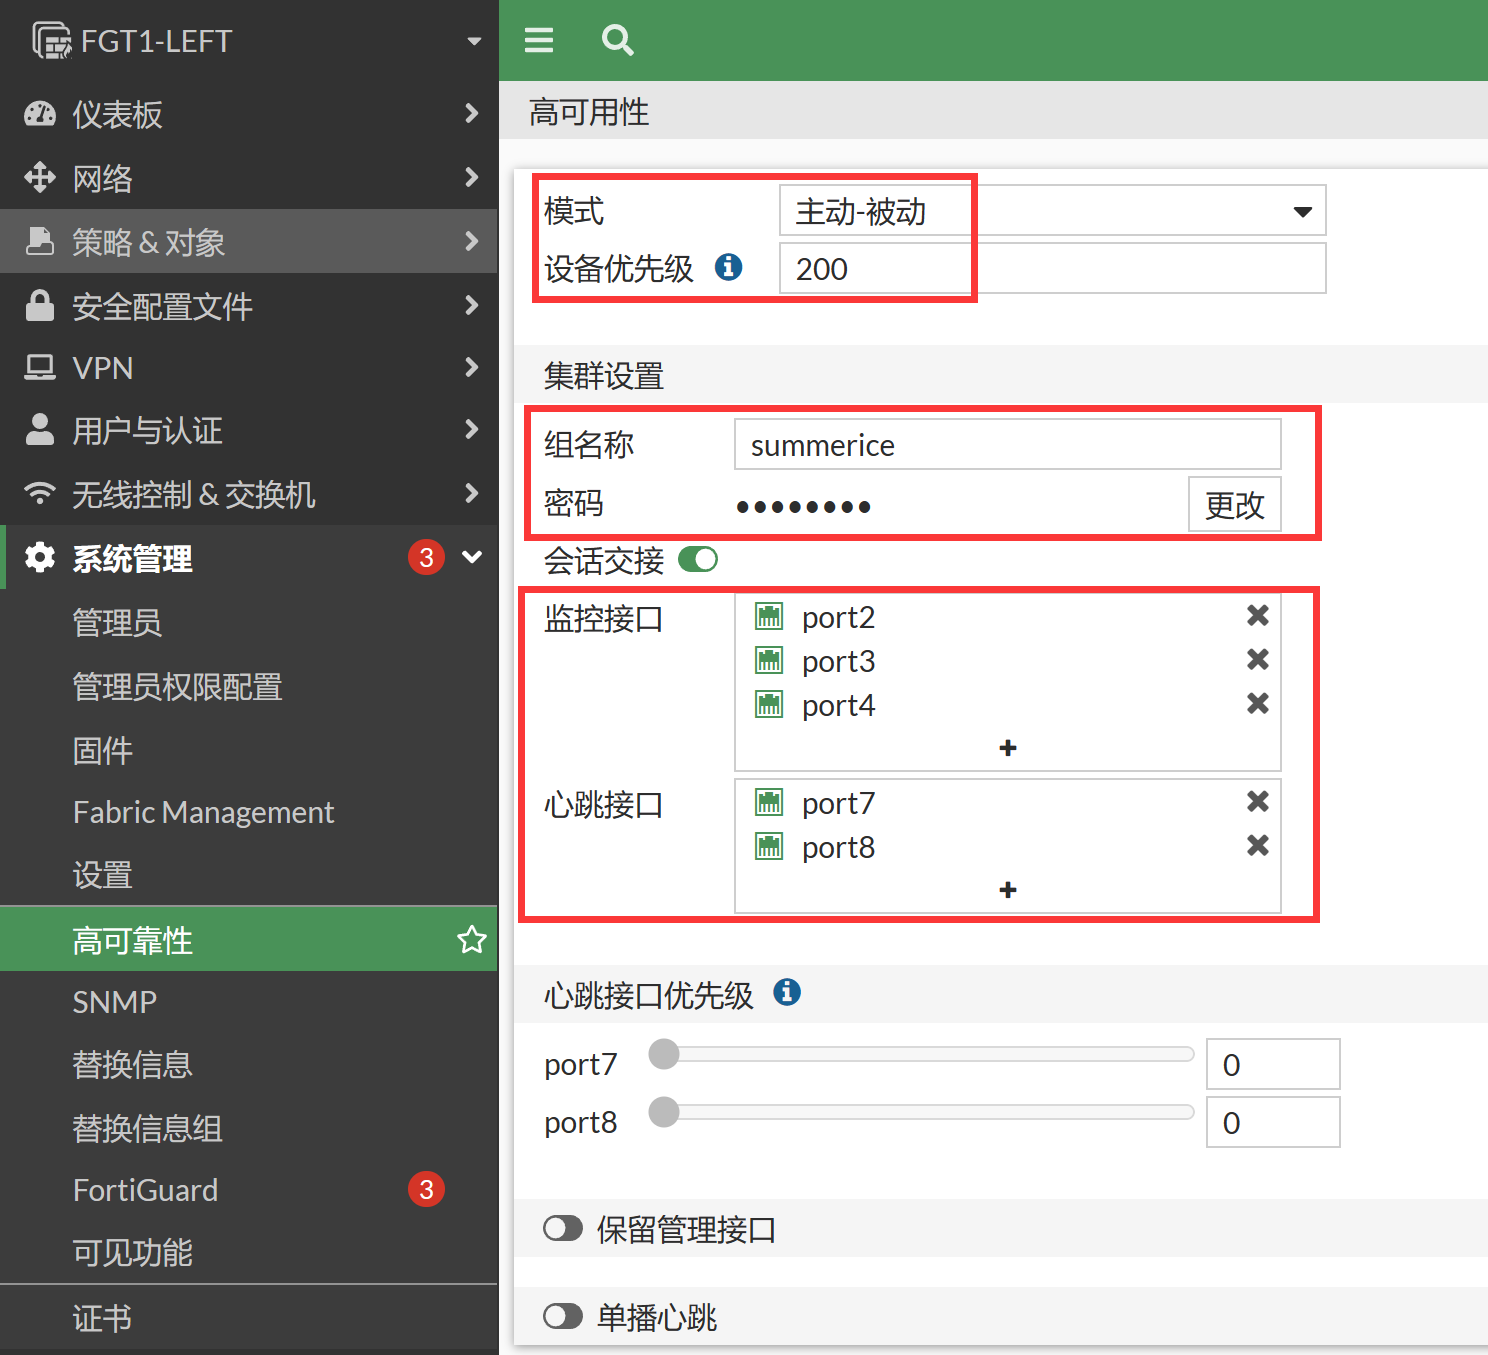 FGT1-LEFT
仪表板
网络
策略 & 对象
安全配置文件
VPN
用户与认证
无线控制 & 交换机
系统管理 3
管理员
管理员权限配置
固件
Fabric Management
设置
高可靠性
SNMP
替换信息
替换信息组
FortiGuard 3
可见功能
证书
高可用性
模式 主动-被动
设备优先级 200
集群设置
组名称 summerice
密码 •••••••• 更改
会话交接
监控接口 port2
port3
port4
+
心跳接口 port7
port8
+
心跳接口优先级
port7 0
port8 0
保留管理接口
单播心跳